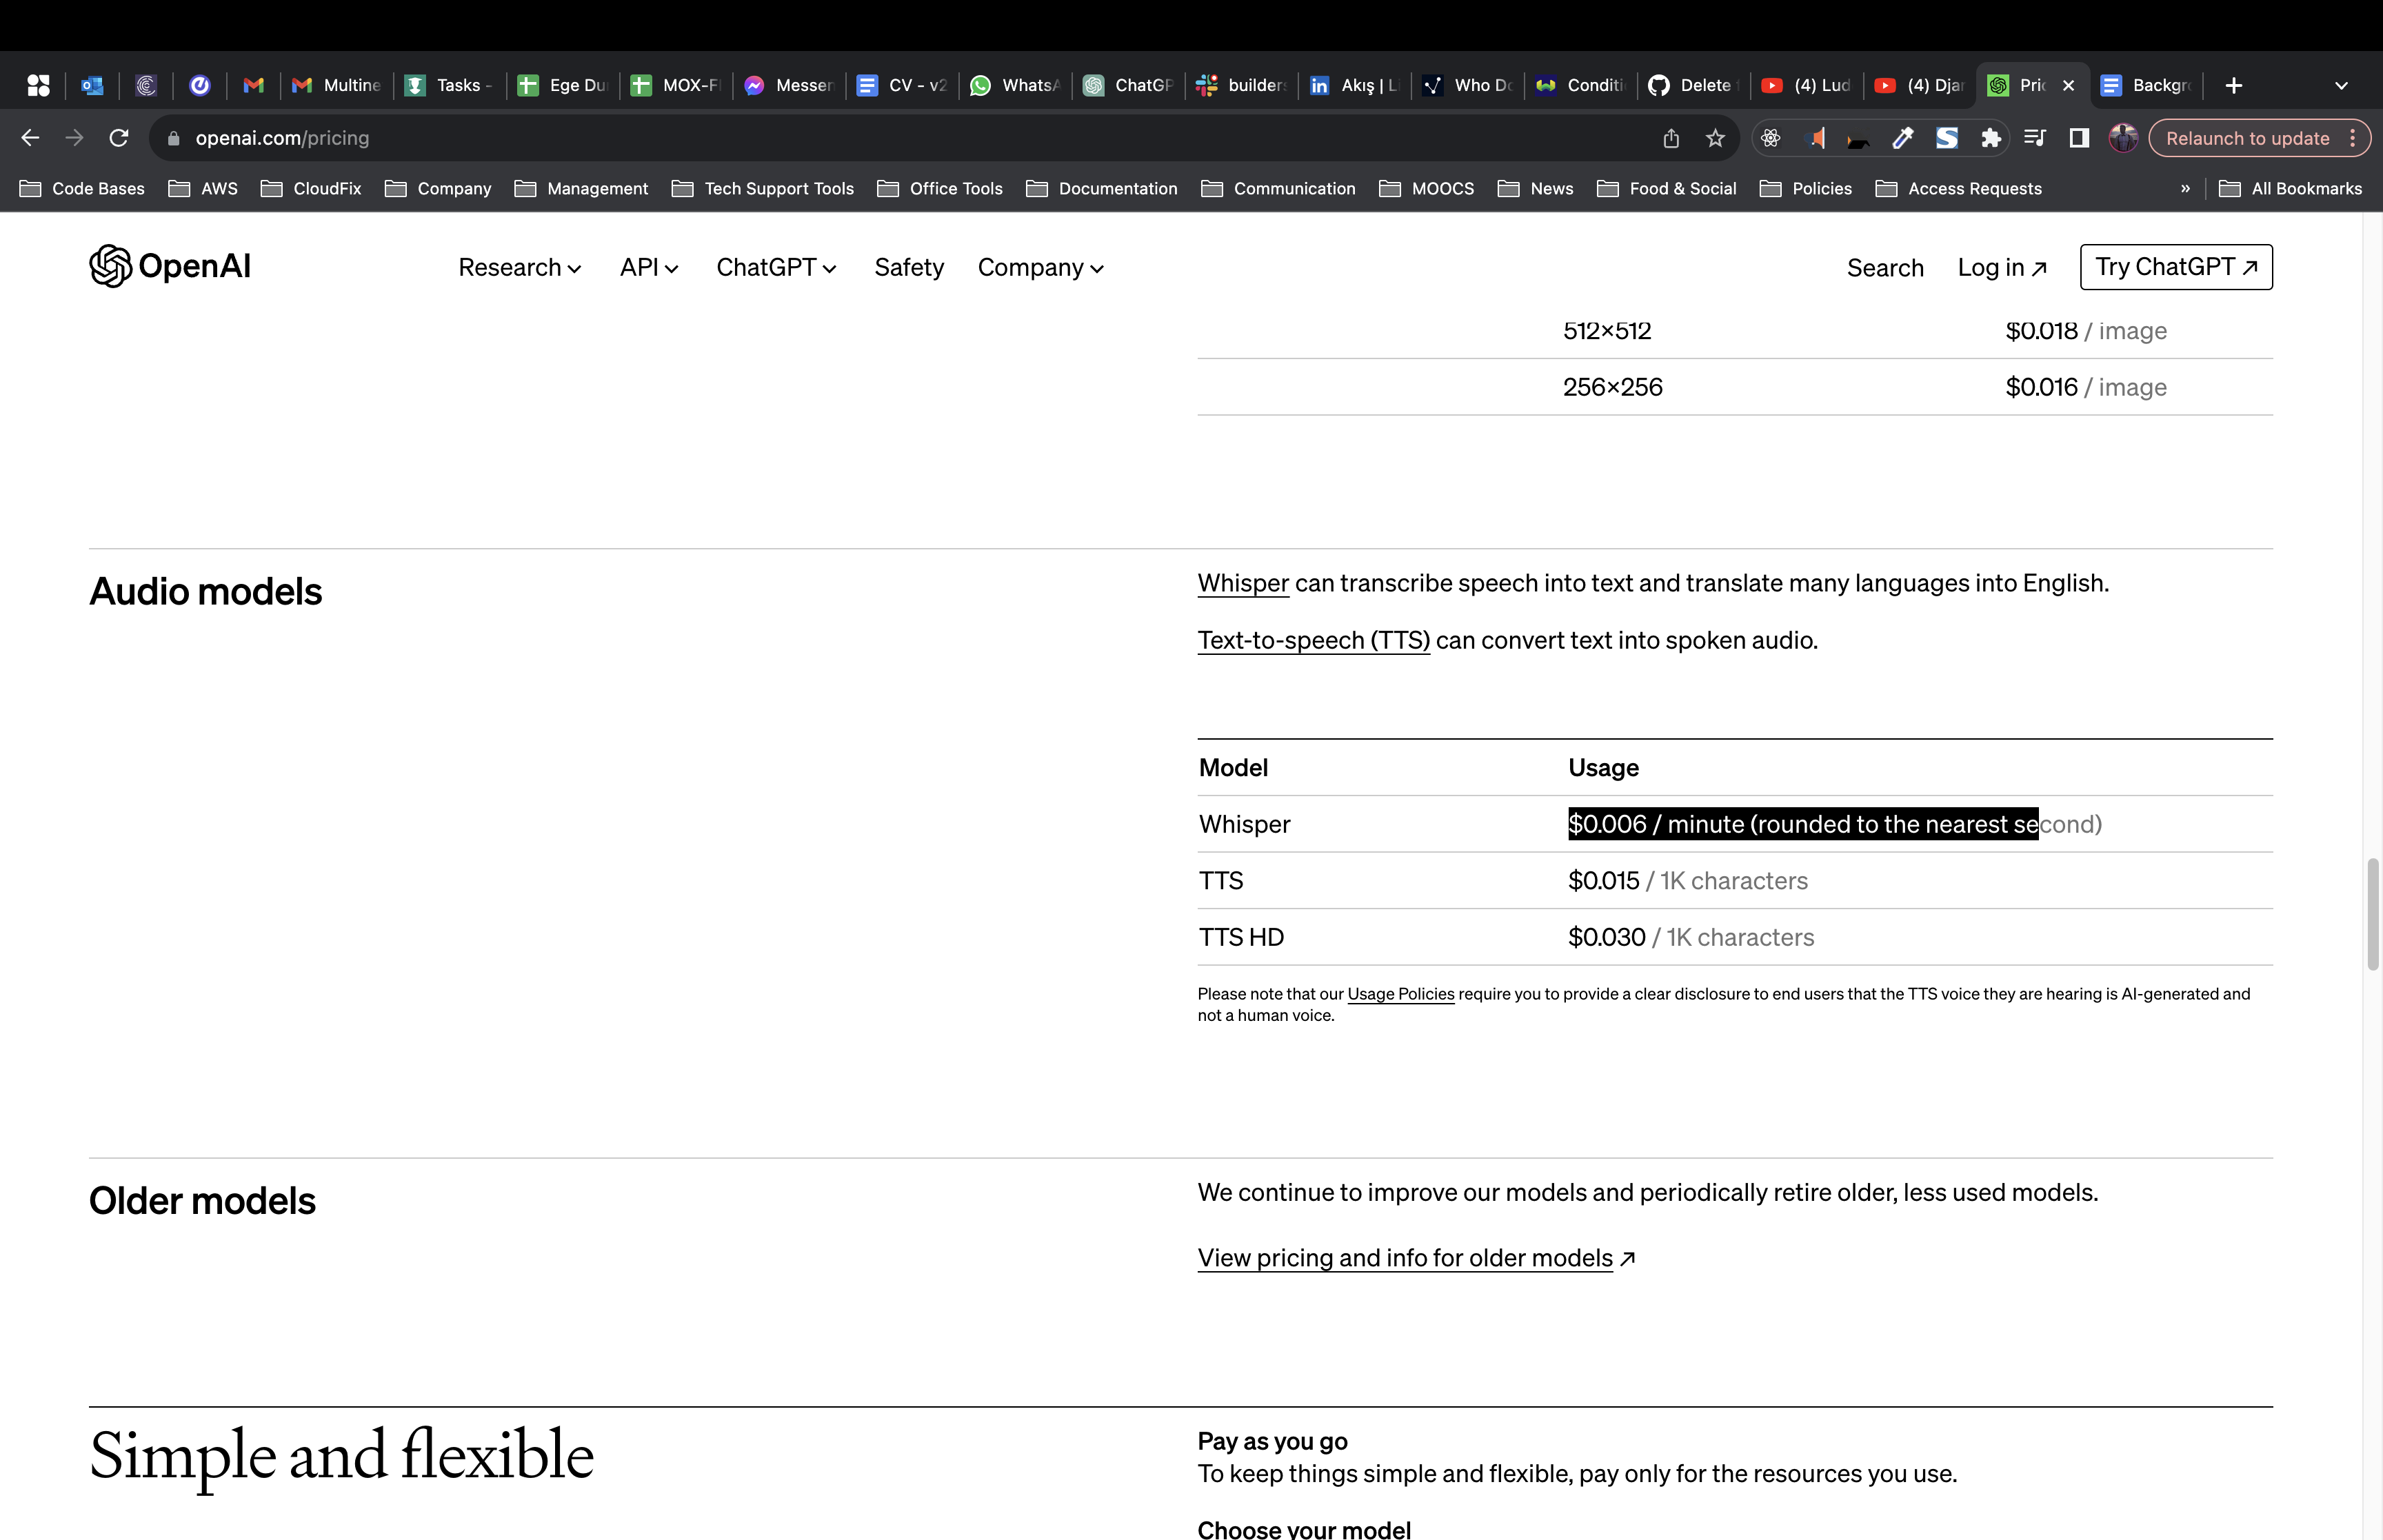 Multine
Tasks -
Ege Du
MOX-F
Messen
CV - v2
WhatsA
ChatGP
builders
Akış | Li
Who Do
Conditi
Delete
(4) Lud
(4) Djan
Pric
Backgr
openai.com/pricing
Relaunch to update
Code Bases
AWS
CloudFix
Company
Management
Tech Support Tools
Office Tools
Documentation
Communication
MOOCS
News
Food & Social
Policies
Access Requests
»
All Bookmarks
OpenAI
Research
API
ChatGPT
Safety
Company
Search
Log in ↗
Try ChatGPT ↗
512×512 $0.018 / image
256×256 $0.016 / image
Audio models
Whisper can transcribe speech into text and translate many languages into English.
Text-to-speech (TTS) can convert text into spoken audio.
Model Usage
Whisper $0.006 / minute (rounded to the nearest second)
TTS $0.015 / 1K characters
TTS HD $0.030 / 1K characters
Please note that our Usage Policies require you to provide a clear disclosure to end users that the TTS voice they are hearing is AI-generated and
not a human voice.
Older models
We continue to improve our models and periodically retire older, less used models.
View pricing and info for older models ↗
Simple and flexible
Pay as you go
To keep things simple and flexible, pay only for the resources you use.
Choose your model